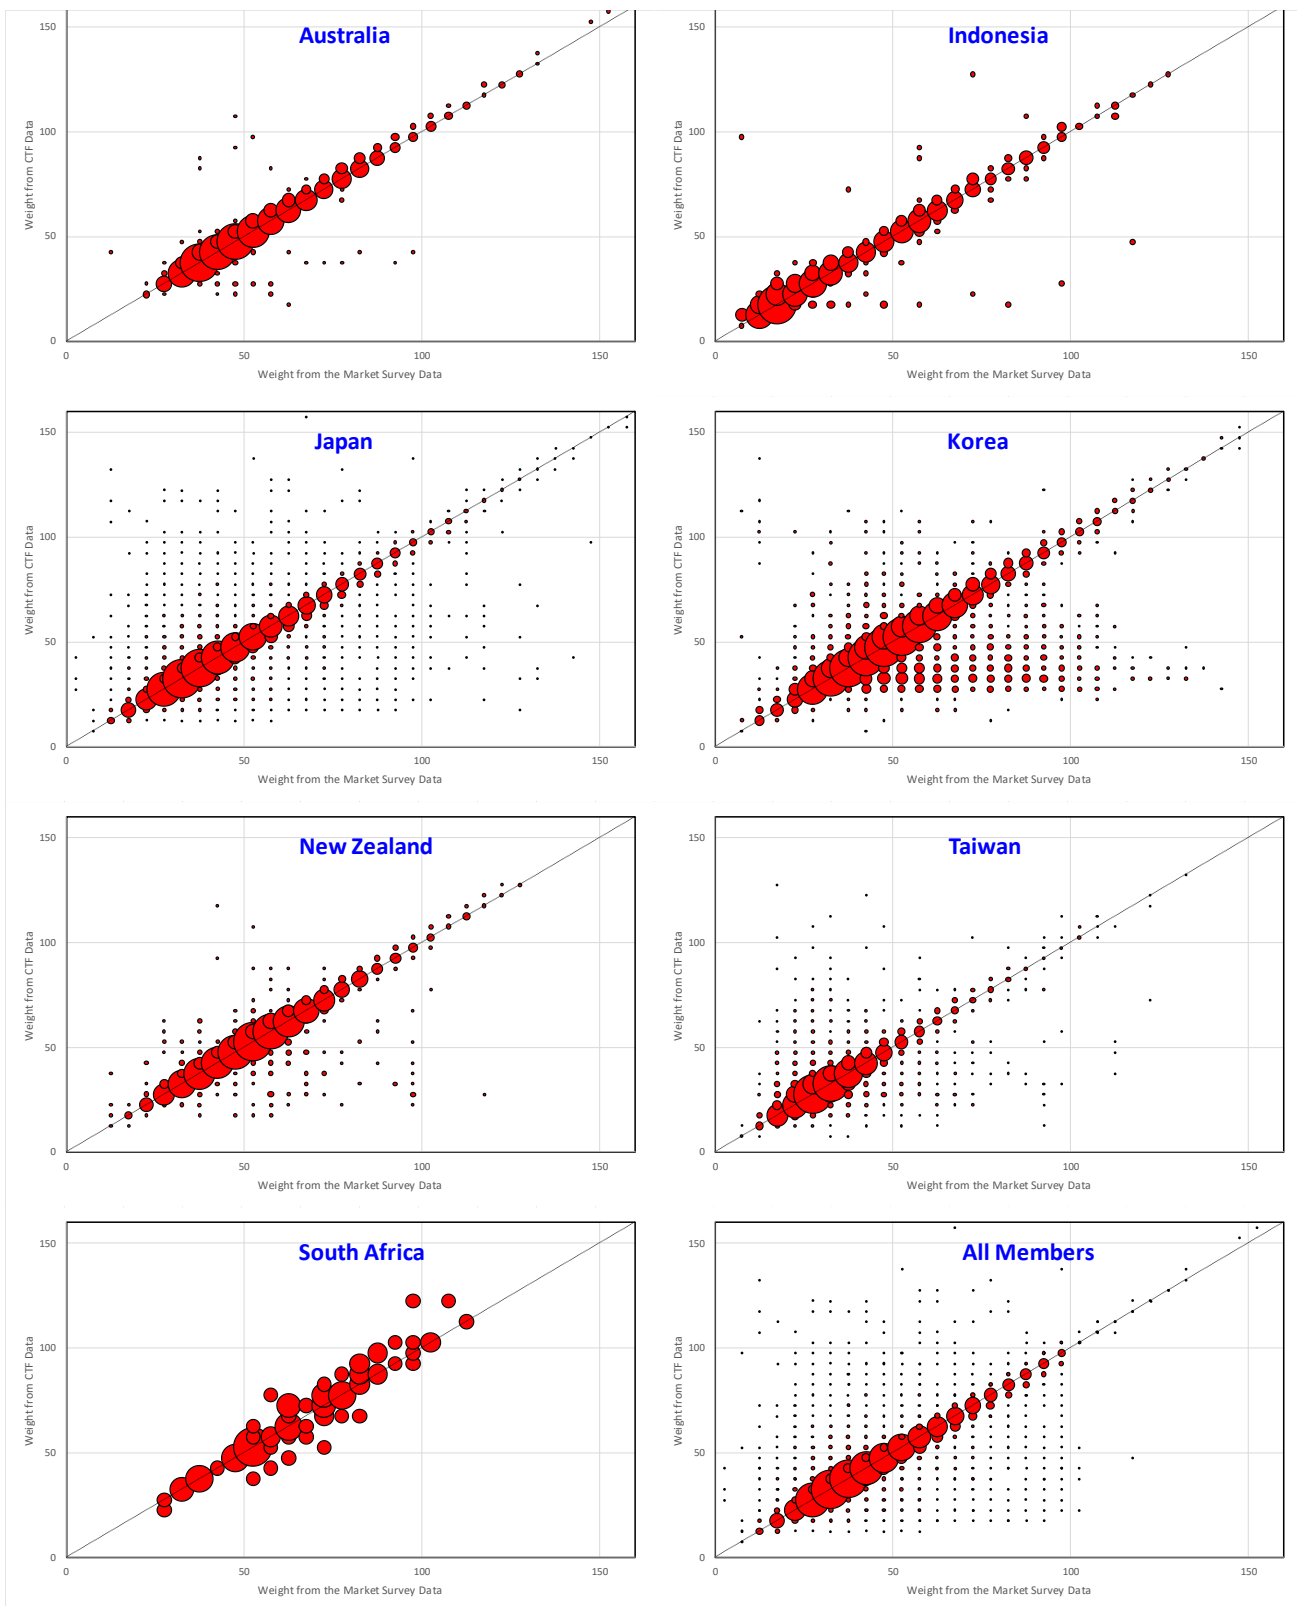 Australia
150
100
50
0
0 50 100 150
Weight from CTF Data
Weight from the Market Survey Data
Indonesia
150
100
50
0
0 50 100 150
Weight from CTF Data
Weight from the Market Survey Data
Japan
150
100
50
0
0 50 100 150
Weight from CTF Data
Weight from the Market Survey Data
Korea
150
100
50
0
0 50 100 150
Weight from CTF Data
Weight from the Market Survey Data
New Zealand
150
100
50
0
0 50 100 150
Weight from CTF Data
Weight from the Market Survey Data
Taiwan
150
100
50
0
0 50 100 150
Weight from CTF Data
Weight from the Market Survey Data
South Africa
150
100
50
0
0 50 100 150
Weight from CTF Data
Weight from the Market Survey Data
All Members
150
100
50
0
0 50 100 150
Weight from CTF Data
Weight from the Market Survey Data